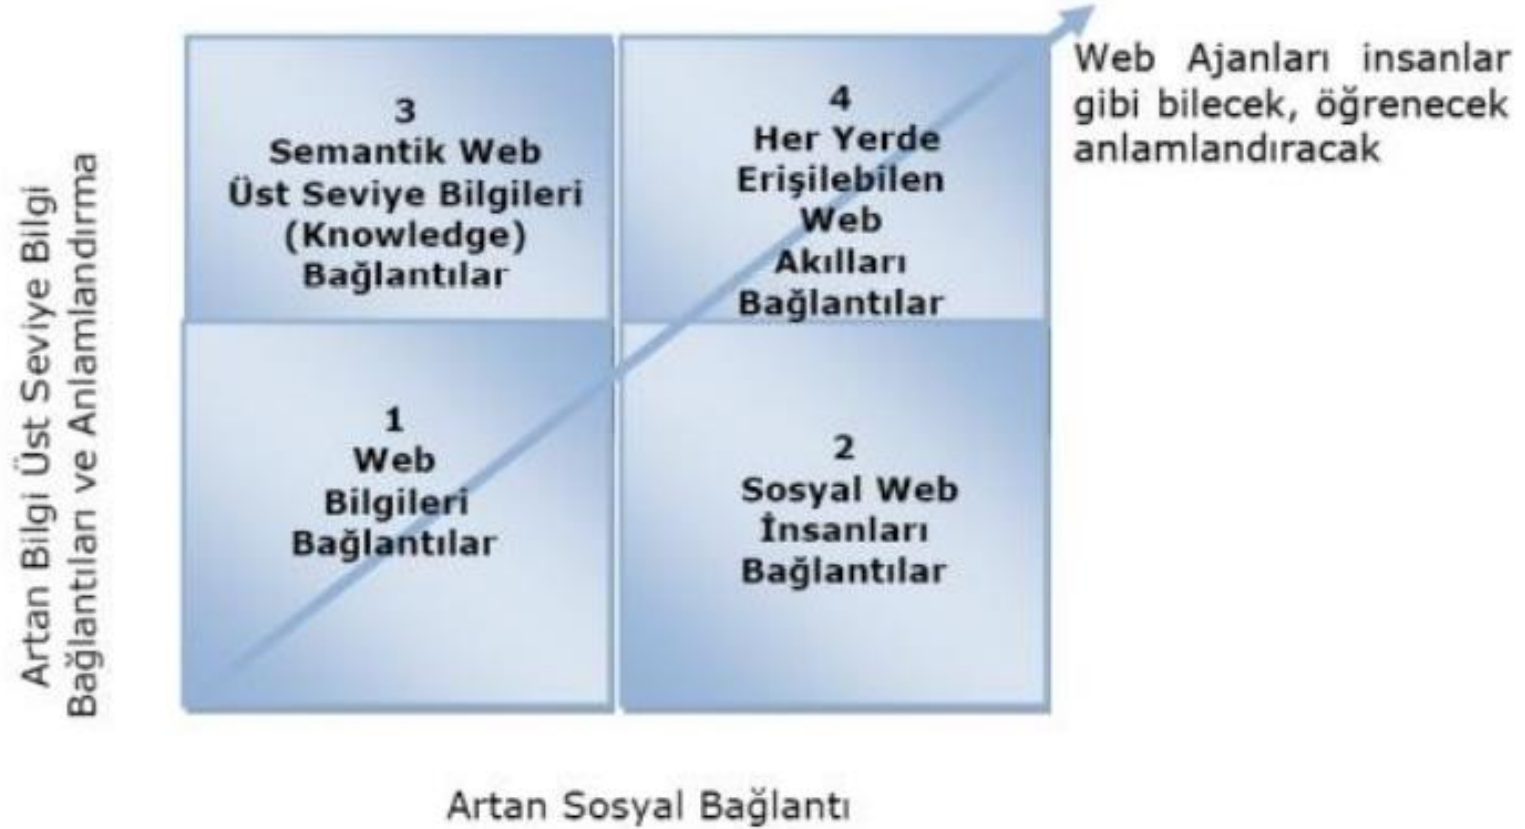 3
Semantik Web
Üst Seviye Bilgileri
(Knowledge)
Bağlantılar
4
Her Yerde
Erişilebilen
Web
Akılları
Bağlantılar
Web Ajanları insanlar
gibi bilecek, öğrenecek
anlamlandıracak
Artan Bilgi Üst Seviye Bilgi
Bağlantıları ve Anlamlandırma
1
Web
Bilgileri
Bağlantılar
2
Sosyal Web
İnsanları
Bağlantılar
Artan Sosyal Bağlantı